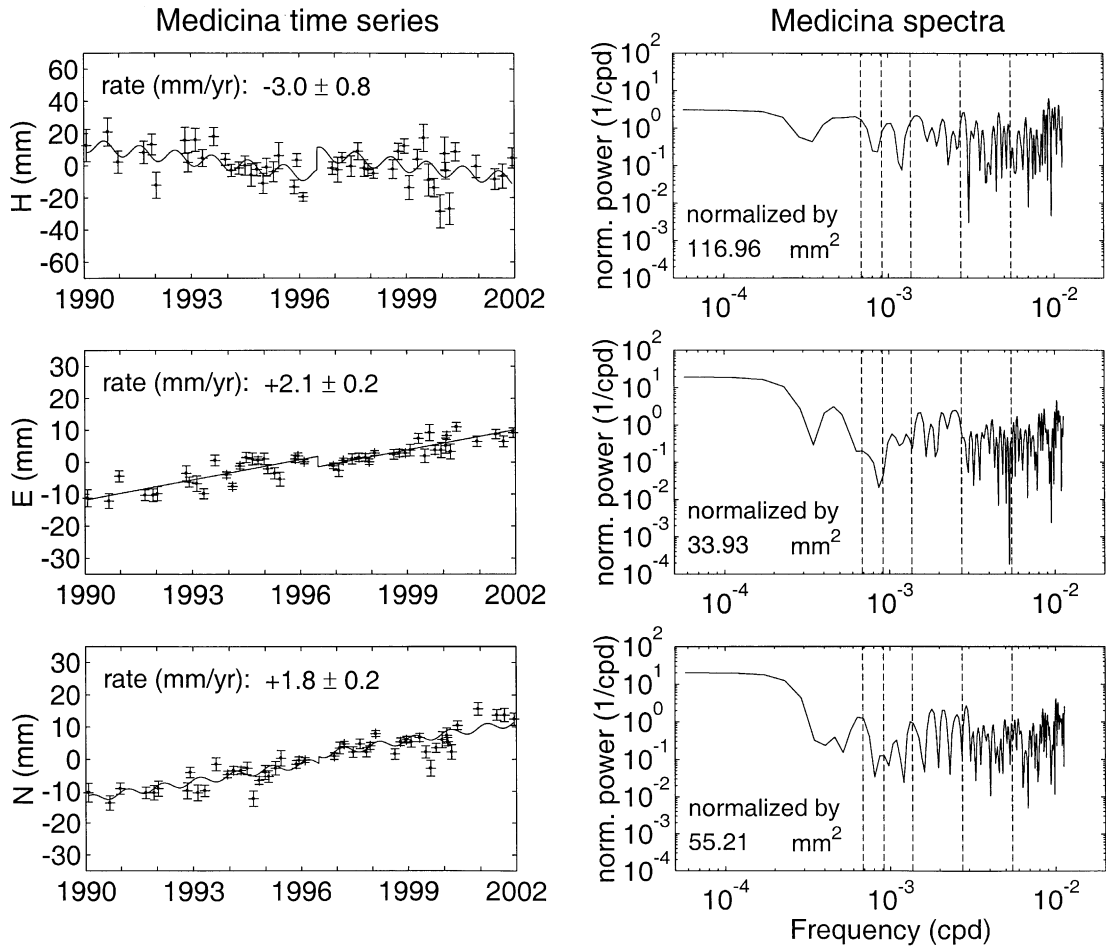 Medicina time series
Medicina spectra
H (mm)
60
40
20
0
-20
-40
-60
rate (mm/yr): -3.0 ± 0.8
1990 1993 1996 1999 2002
norm. power (1/cpd)
10^2
10^1
10^0
10^-1
10^-2
10^-3
10^-4
normalized by
116.96 mm^2
10^-4 10^-3 10^-2
E (mm)
30
20
10
0
-10
-20
-30
rate (mm/yr): +2.1 ± 0.2
1990 1993 1996 1999 2002
norm. power (1/cpd)
10^2
10^1
10^0
10^-1
10^-2
10^-3
10^-4
normalized by
33.93 mm^2
10^-4 10^-3 10^-2
N (mm)
30
20
10
0
-10
-20
-30
rate (mm/yr): +1.8 ± 0.2
1990 1993 1996 1999 2002
norm. power (1/cpd)
10^2
10^1
10^0
10^-1
10^-2
10^-3
10^-4
normalized by
55.21 mm^2
10^-4 10^-3 10^-2
Frequency (cpd)